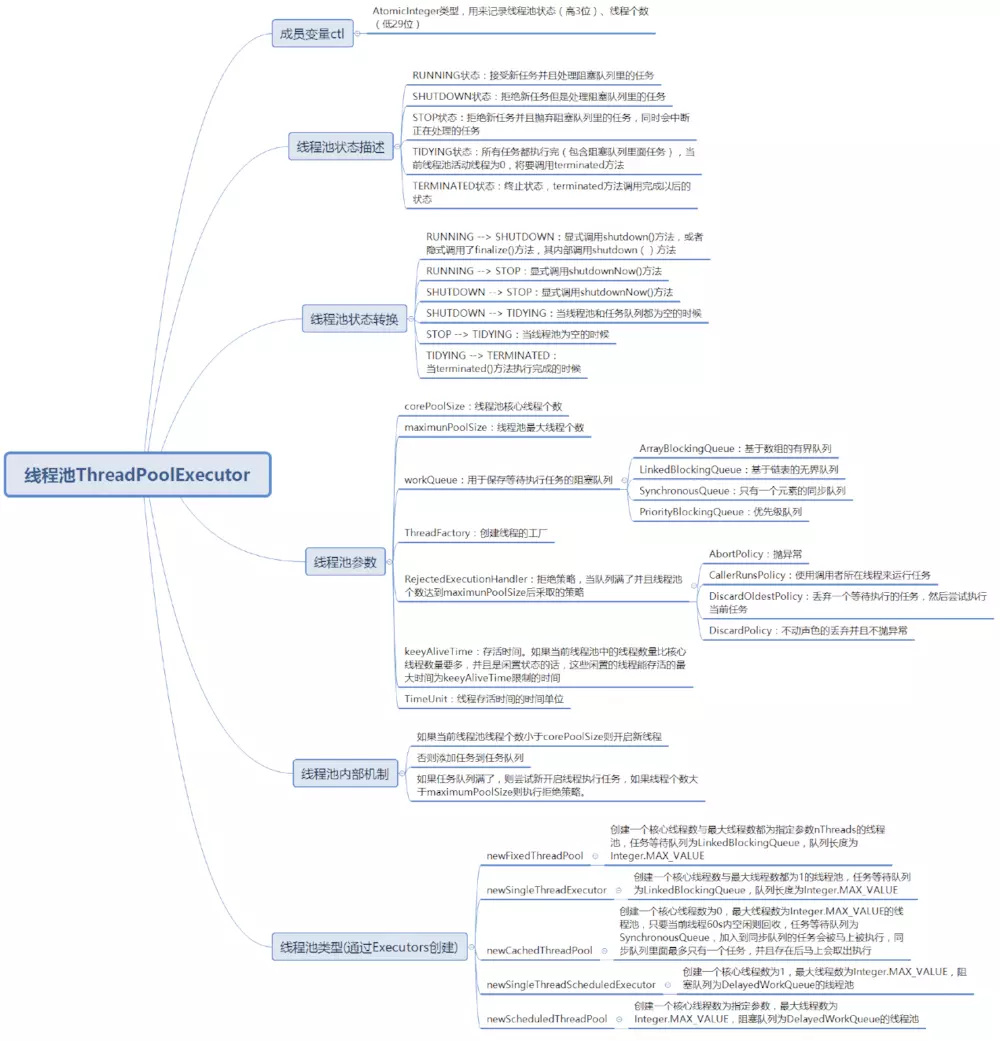 线程池ThreadPoolExecutor
成员变量ctl
AtomicInteger类型，用来记录线程池状态（高3位）、线程个数
（低29位）
线程池状态描述
RUNNING状态：接受新任务并且处理阻塞队列里的任务
SHUTDOWN状态：拒绝新任务但是处理阻塞队列里的任务
STOP状态：拒绝新任务并且抛弃阻塞队列里的任务，同时会中断
正在处理的任务
TIDYING状态：所有任务都执行完（包含阻塞队列里面任务），当
前线程池活动线程为0，将要调用terminated方法
TERMINATED状态：终止状态，terminated方法调用完成以后的
状态
线程池状态转换
RUNNING --> SHUTDOWN：显式调用shutdown()方法，或者
隐式调用了finalize()方法，其内部调用shutdown（）方法
RUNNING --> STOP：显式调用shutdownNow()方法
SHUTDOWN --> STOP：显式调用shutdownNow()方法
SHUTDOWN --> TIDYING：当线程池和任务队列都为空的时候
STOP --> TIDYING：当线程池为空的时候
TIDYING --> TERMINATED：
当terminated()方法执行完成的时候
线程池参数
corePoolSize：线程池核心线程个数
maximunPoolSize：线程池最大线程个数
workQueue：用于保存等待执行任务的阻塞队列
ArrayBlockingQueue：基于数组的有界队列
LinkedBlockingQueue：基于链表的无界队列
SynchronousQueue：只有一个元素的同步队列
PriorityBlockingQueue：优先级队列
ThreadFactory：创建线程的工厂
RejectedExecutionHandler：拒绝策略，当队列满了并且线程池
个数达到maximunPoolSize后采取的策略
AbortPolicy：抛异常
CallerRunsPolicy：使用调用者所在线程来运行任务
DiscardOldestPolicy：丢弃一个等待执行的任务，然后尝试执行
当前任务
DiscardPolicy：不动声色的丢弃并且不抛异常
keeyAliveTime：存活时间。如果当前线程池中的线程数量比核心
线程数量要多，并且是闲置状态的话，这些闲置的线程能存活的最
大时间为keeyAliveTime限制的时间
TimeUnit：线程存活时间的时间单位
线程池内部机制
如果当前线程池线程个数小于corePoolSize则开启新线程
否则添加任务到任务队列
如果任务队列满了，则尝试新开启线程执行任务，如果线程个数大
于maximumPoolSize则执行拒绝策略。
线程池类型(通过Executors创建)
newFixedThreadPool
创建一个核心线程数与最大线程数都为指定参数nThreads的线程
池，任务等待队列为LinkedBlockingQueue，队列长度为
Integer.MAX_VALUE
newSingleThreadExecutor
创建一个核心线程数与最大线程数都为1的线程池，任务等待队列
为LinkedBlockingQueue，队列长度为Integer.MAX_VALUE
newCachedThreadPool
创建一个核心线程数为0，最大线程数为Integer.MAX_VALUE的线
程池，只要当前线程60s内空闲则回收，任务等待队列为
SynchronousQueue，加入到同步队列的任务会被马上被执行，同
步队列里面最多只有一个任务，并且存在后马上会取出执行
newSingleThreadScheduledExecutor
创建一个核心线程数为1，最大线程数为Integer.MAX_VALUE，阻
塞队列为DelayedWorkQueue的线程池
newScheduledThreadPool
创建一个核心线程数为指定参数，最大线程数为
Integer.MAX_VALUE，阻塞队列为DelayedWorkQueue的线程池